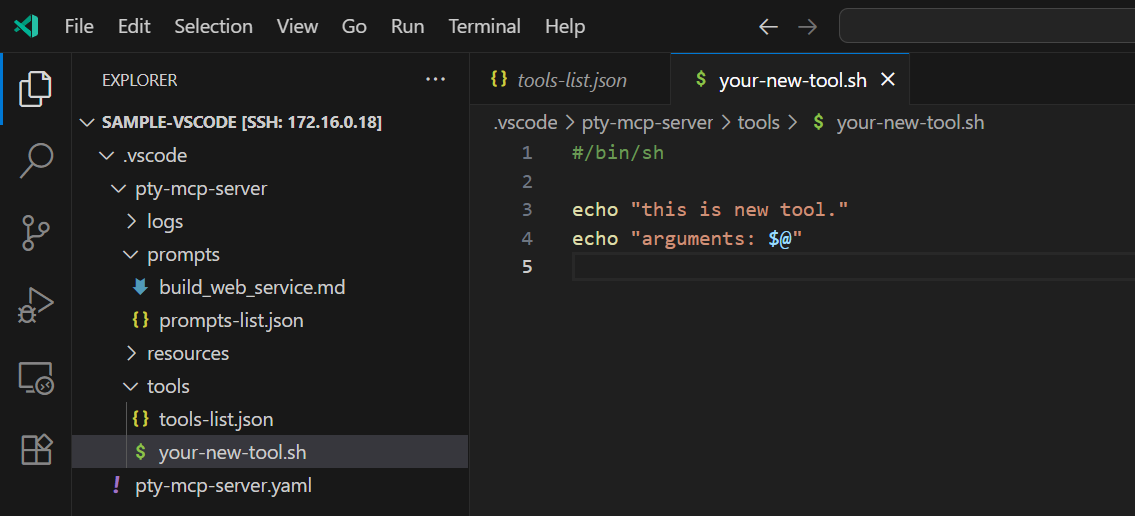 File Edit Selection View Go Run Terminal Help
EXPLORER ···
SAMPLE-VSCODE [SSH: 172.16.0.18]
.vscode
pty-mcp-server
logs
prompts
build_web_service.md
{} prompts-list.json
resources
tools
{} tools-list.json
$ your-new-tool.sh
! pty-mcp-server.yaml
{} tools-list.json $ your-new-tool.sh ×
.vscode > pty-mcp-server > tools > $ your-new-tool.sh
1 #/bin/sh
2
3 echo "this is new tool."
4 echo "arguments: $@"
5